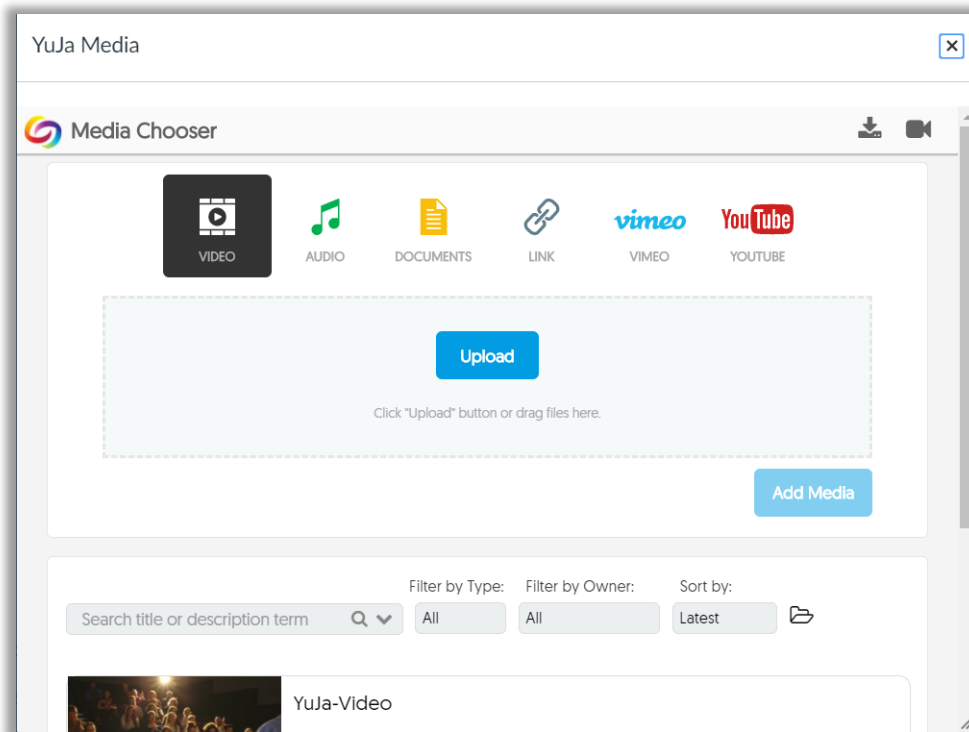 YuJa Media
Media Chooser
VIDEO AUDIO DOCUMENTS LINK vimeo VIMEO YouTube YOUTUBE
Upload
Click "Upload" button or drag files here.
Add Media
Filter by Type: Filter by Owner: Sort by:
Search title or description term All All Latest
YuJa-Video